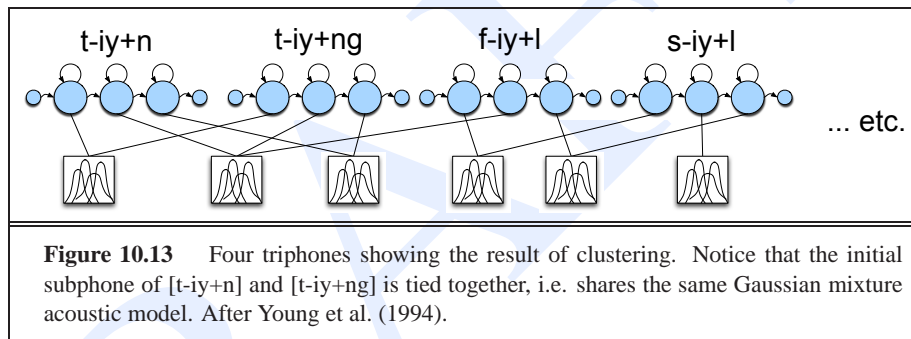 t-iy+n t-iy+ng f-iy+l s-iy+l
... etc.
Figure 10.13 Four triphones showing the result of clustering. Notice that the initial
subphone of [t-iy+n] and [t-iy+ng] is tied together, i.e. shares the same Gaussian mixture
acoustic model. After Young et al. (1994).